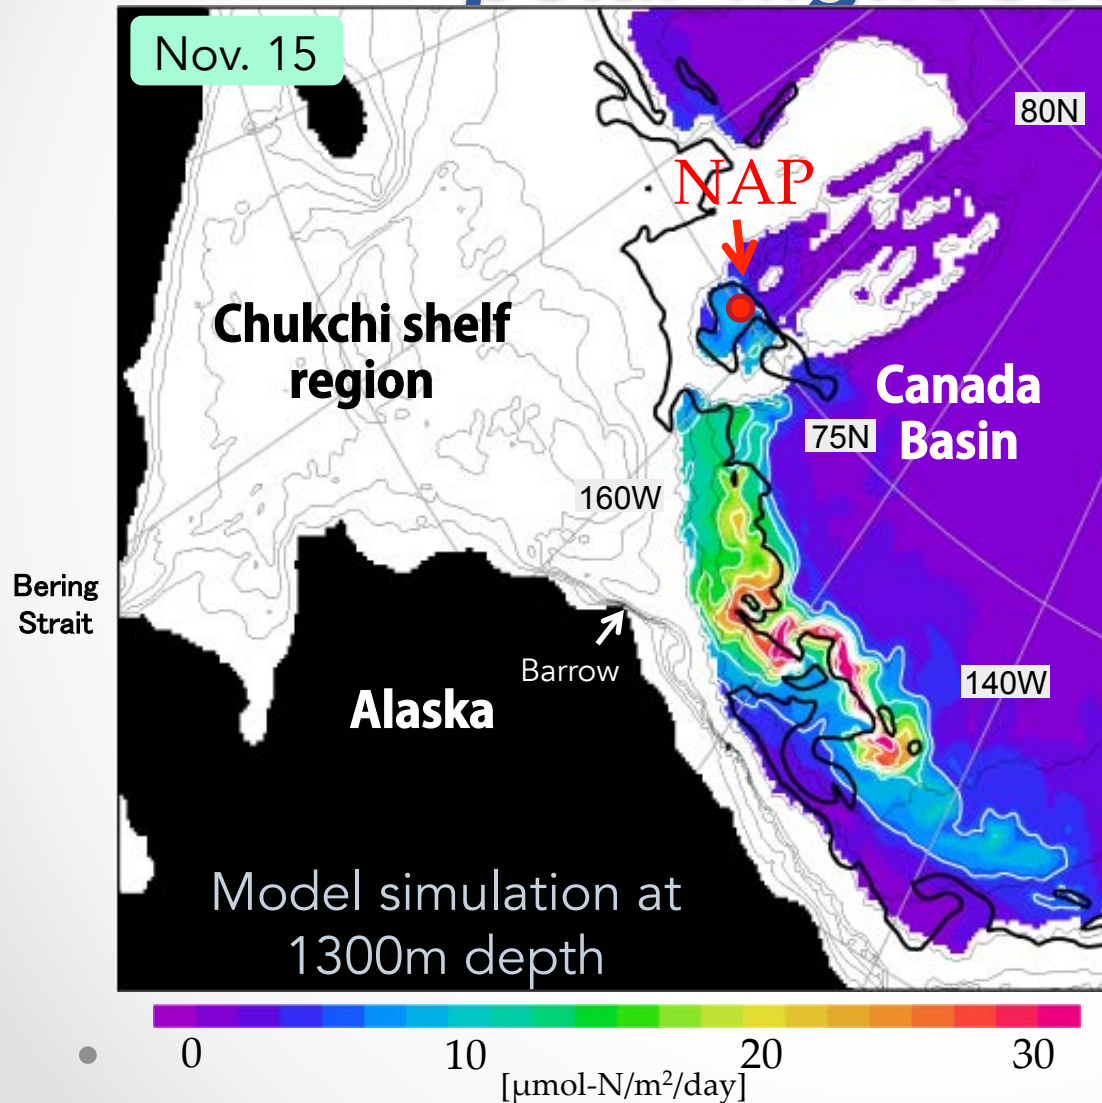 Nov. 15
80N
NAP
Chukchi shelf
region
Canada
Basin
75N
160W
Bering
Strait
Barrow
140W
Alaska
Model simulation at
1300m depth
0 10 20 30
[µmol-N/m²/day]